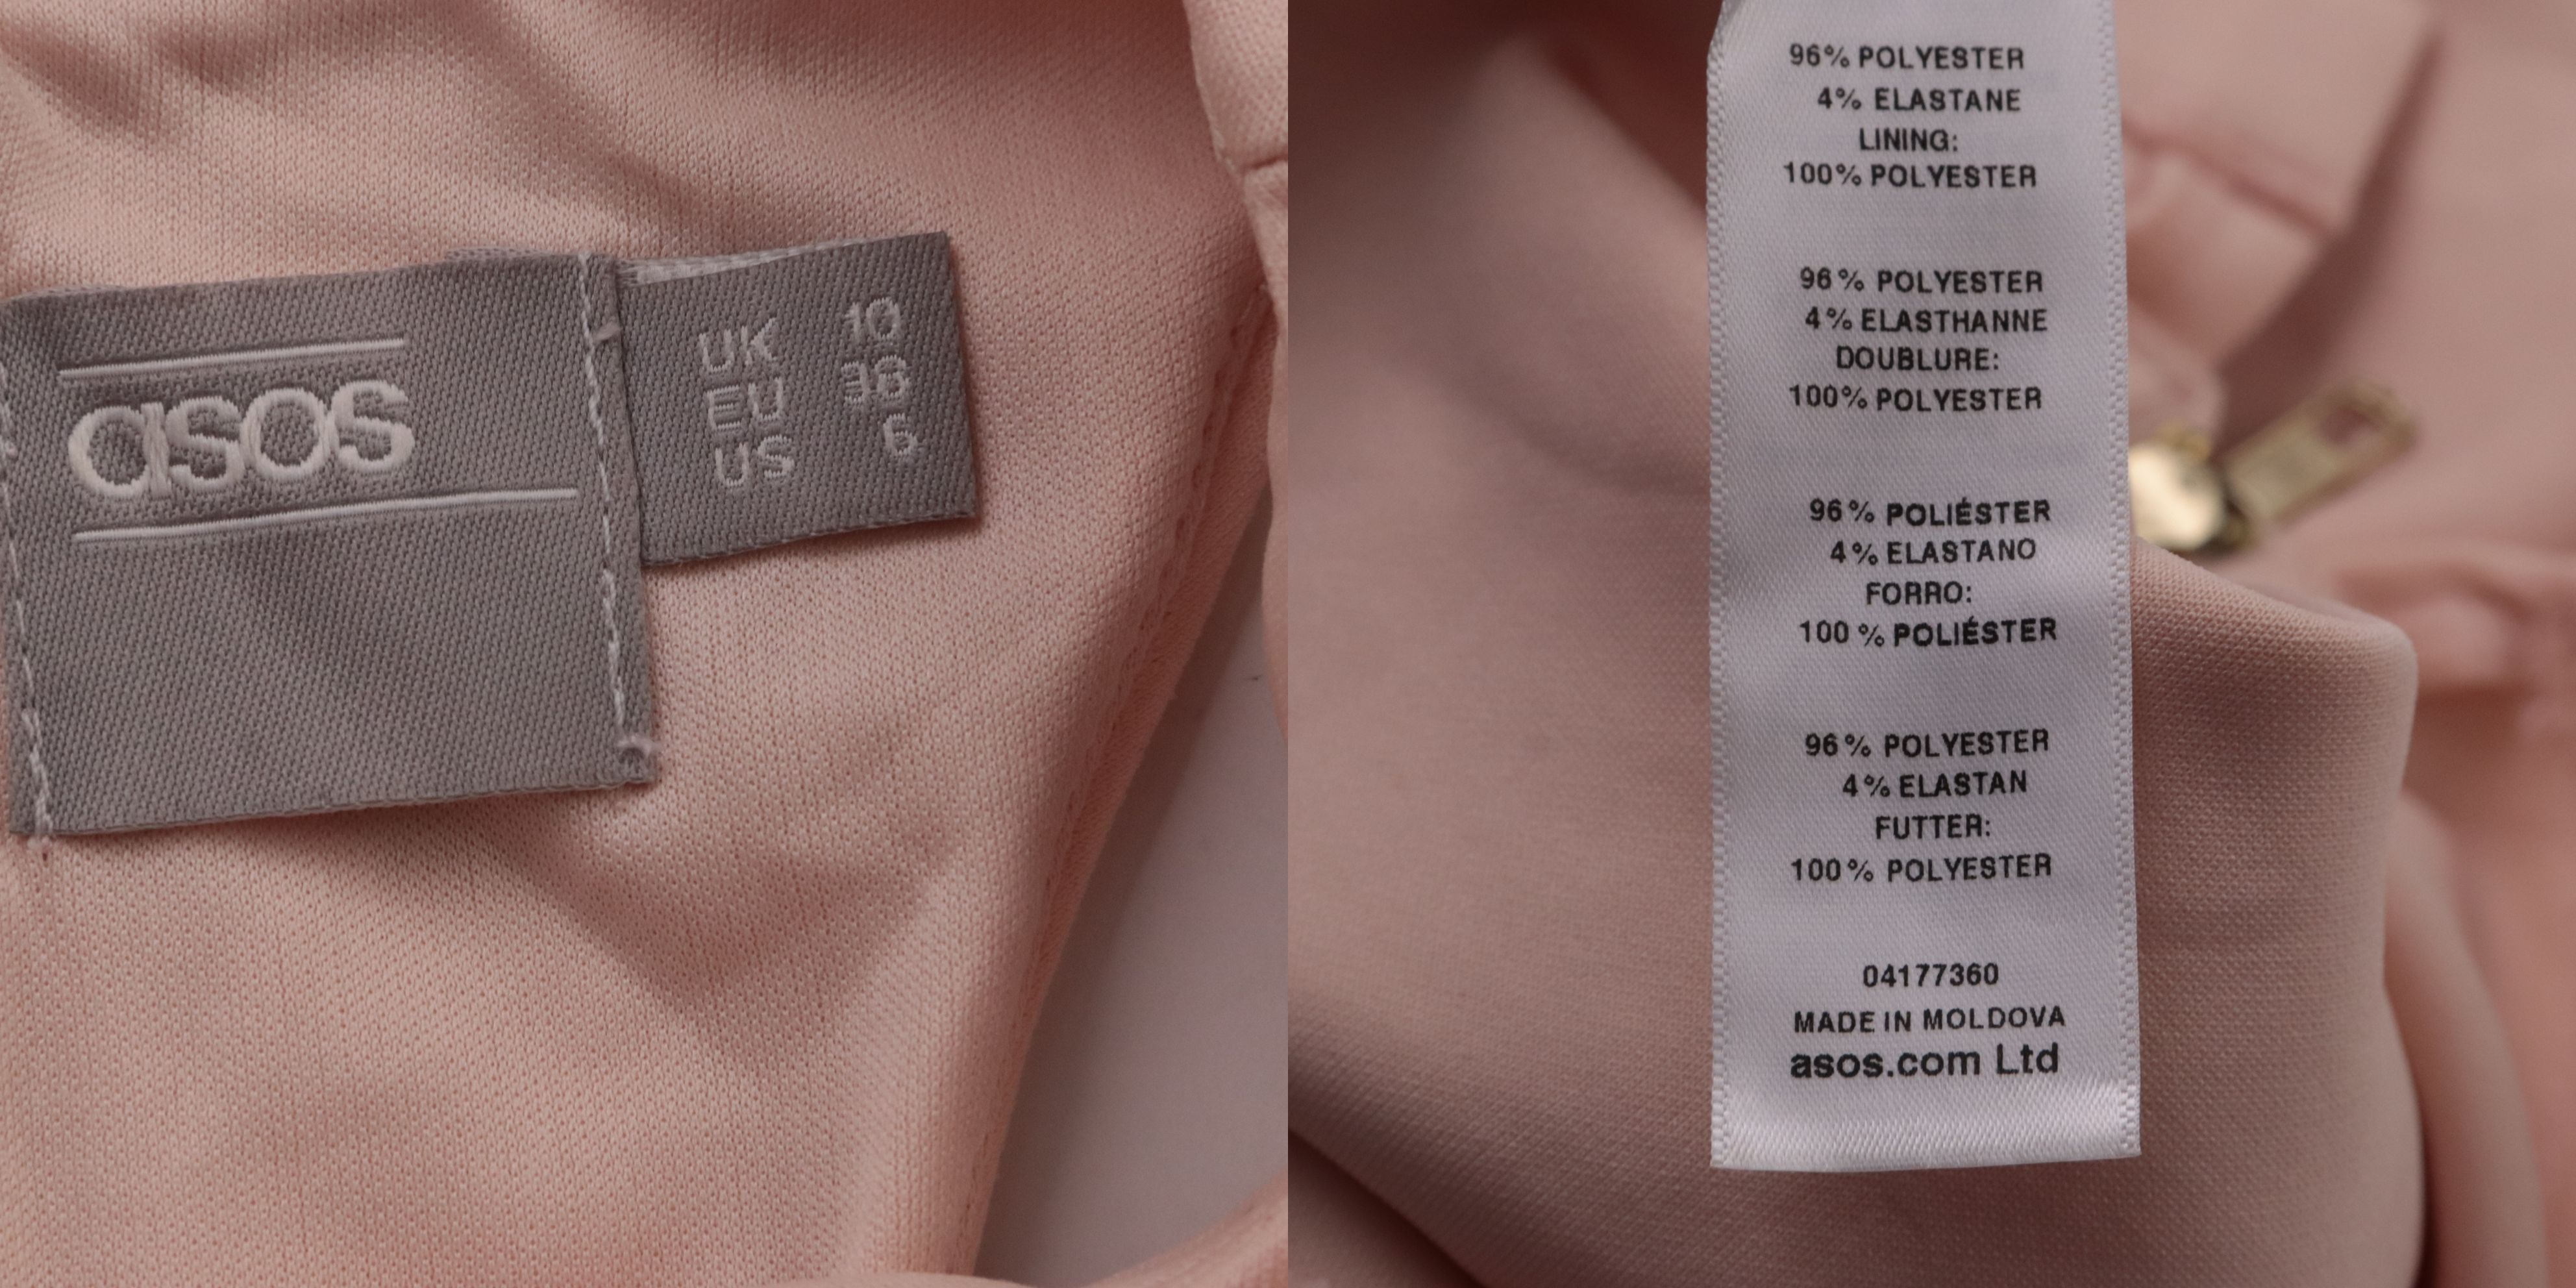 asos
UK 10
EU 38
US 6
96% POLYESTER
4% ELASTANE
LINING:
100% POLYESTER
96% POLYESTER
4% ELASTHANNE
DOUBLURE:
100% POLYESTER
96% POLIÉSTER
4% ELASTANO
FORRO:
100% POLIÉSTER
96% POLYESTER
4% ELASTAN
FUTTER:
100% POLYESTER
04177360
MADE IN MOLDOVA
asos.com Ltd